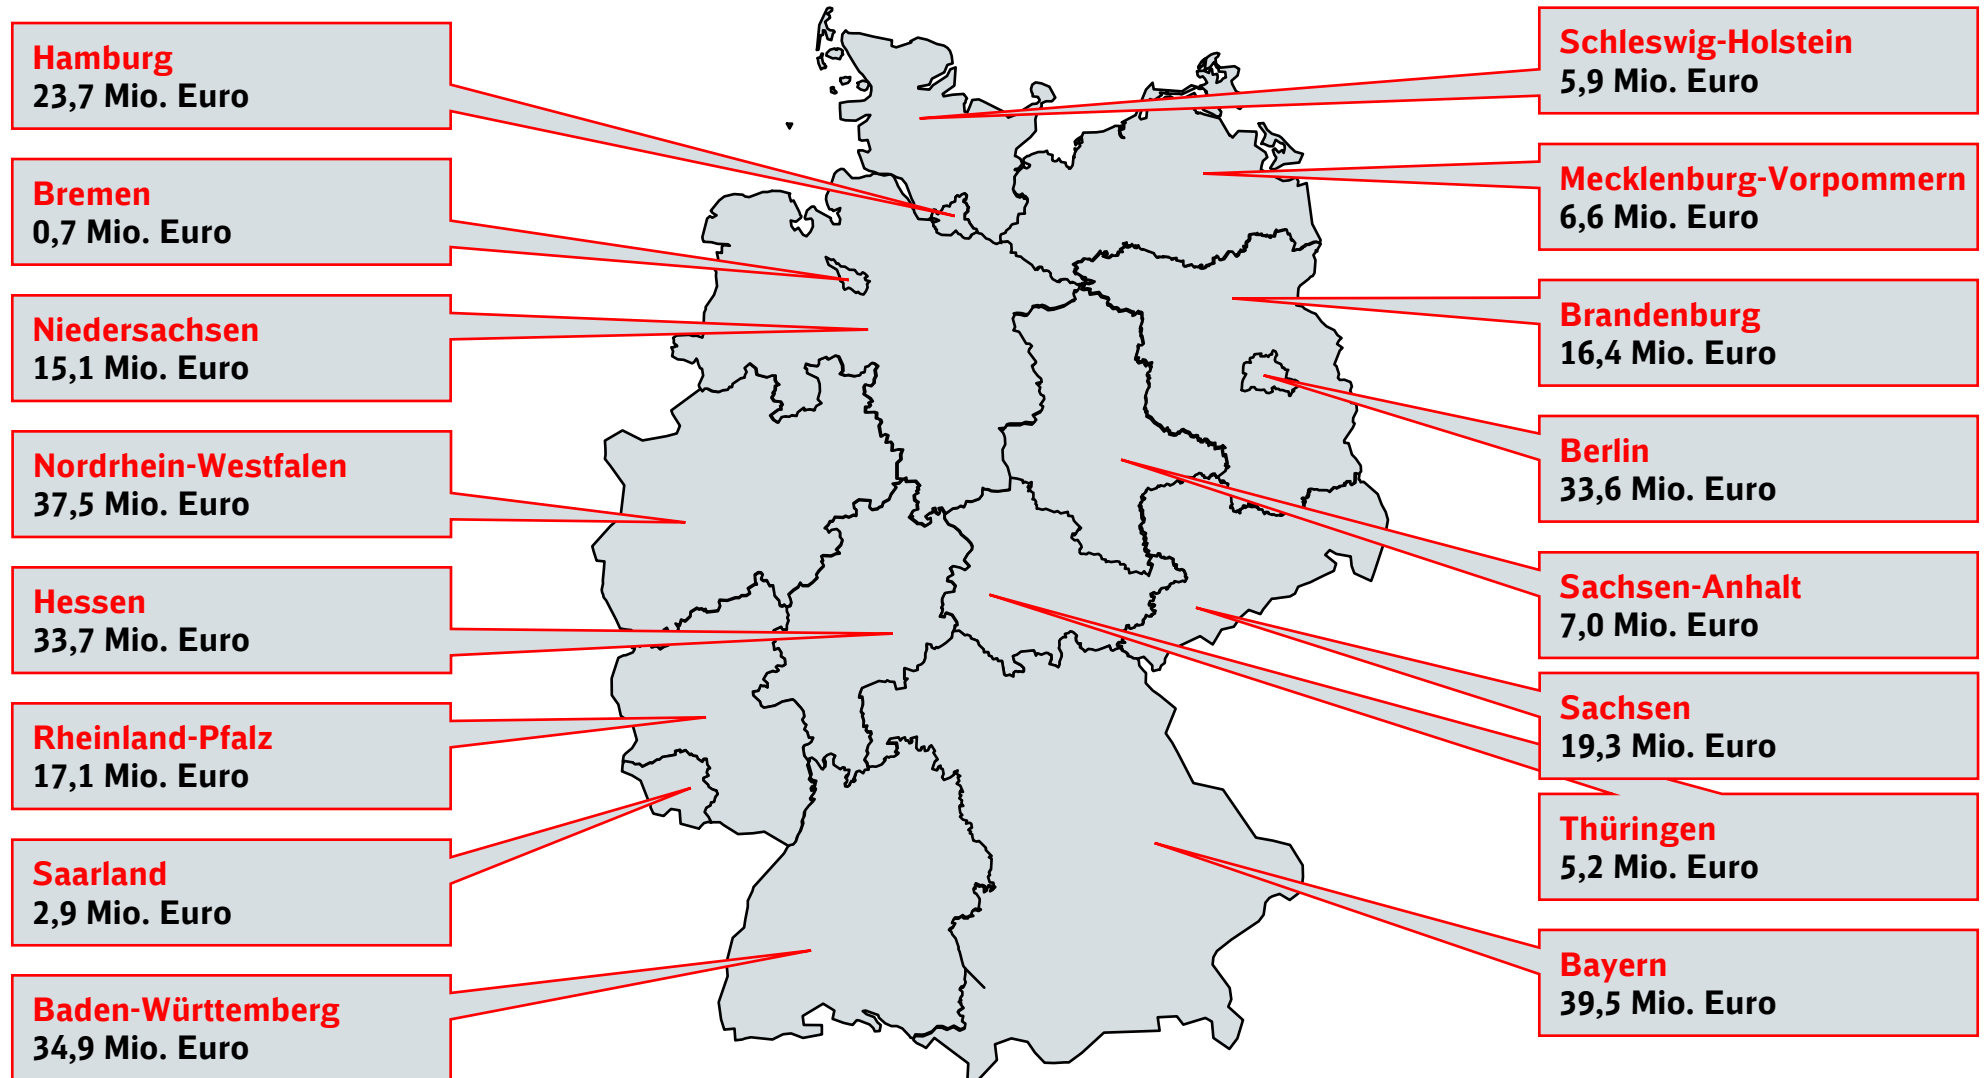 Hamburg
23,7 Mio. Euro
Bremen
0,7 Mio. Euro
Niedersachsen
15,1 Mio. Euro
Nordrhein-Westfalen
37,5 Mio. Euro
Hessen
33,7 Mio. Euro
Rheinland-Pfalz
17,1 Mio. Euro
Saarland
2,9 Mio. Euro
Baden-Württemberg
34,9 Mio. Euro
Schleswig-Holstein
5,9 Mio. Euro
Mecklenburg-Vorpommern
6,6 Mio. Euro
Brandenburg
16,4 Mio. Euro
Berlin
33,6 Mio. Euro
Sachsen-Anhalt
7,0 Mio. Euro
Sachsen
19,3 Mio. Euro
Thüringen
5,2 Mio. Euro
Bayern
39,5 Mio. Euro